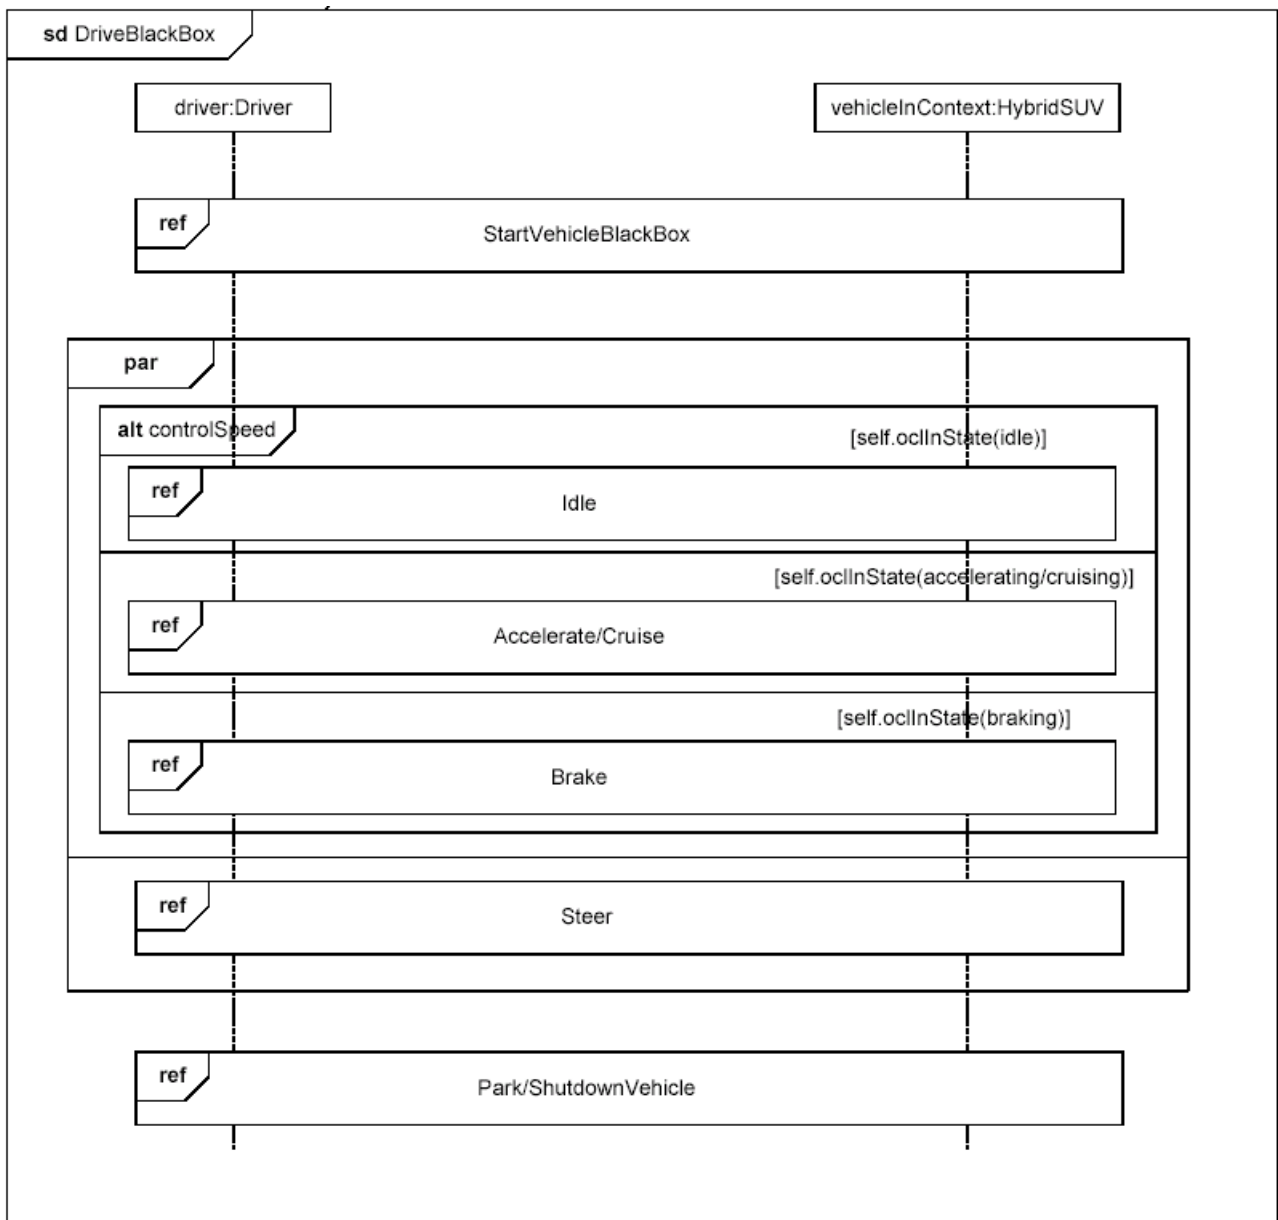 sd DriveBlackBox
driver:Driver
vehicleInContext:HybridSUV
ref
StartVehicleBlackBox
par
alt controlSpeed
[self.oclInState(idle)]
ref
Idle
[self.oclInState(accelerating/cruising)]
ref
Accelerate/Cruise
[self.oclInState(braking)]
ref
Brake
ref
Steer
ref
Park/ShutdownVehicle